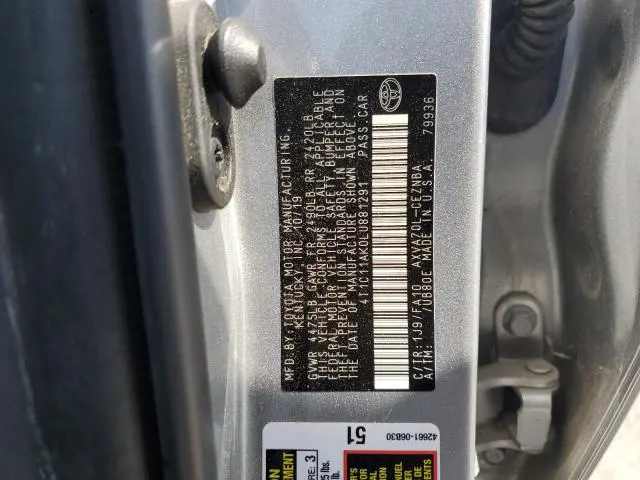 MFD.BY:TOYOTA MOTOR MANUFACTURING,
KENTUCKY, INC. 10/19
GVWR 4425LB GAWR FR 2490LB RR 2420LB
THIS VEHICLE CONFORMS TO ALL APPLICABLE
FEDERAL MOTOR VEHICLE SAFETY, BUMPER, AND
THEFT PREVENTION STANDARDS IN EFFECT ON
THE DATE OF MANUFACTURE SHOWN ABOVE.
4T1C11AK0LU881291 PASS.CAR
C/TR:1J9/FA10 AXVA70L-CEZNBA
A/TM: /UB80E MADE IN U.S.A. 79936
51
42661-06B30